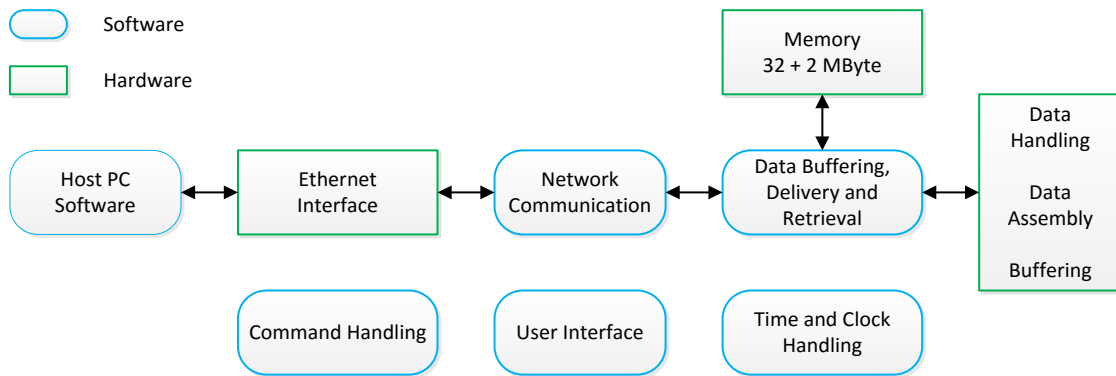 Software
Hardware
Memory
32 + 2 MByte
Host PC
Software
Ethernet
Interface
Network
Communication
Data Buffering,
Delivery and
Retrieval
Data
Handling
Data
Assembly
Buffering
Command Handling
User Interface
Time and Clock
Handling